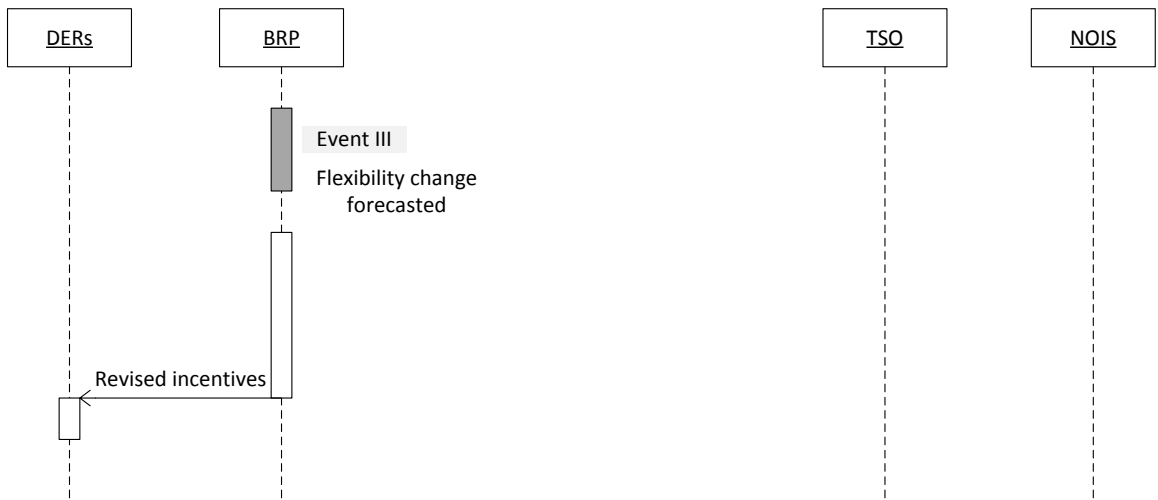 DERs
BRP
TSO
NOIS
Event III
Flexibility change
forecasted
Revised incentives